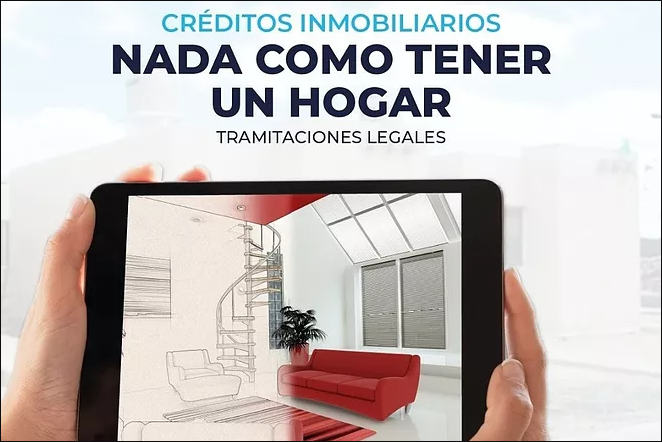 CRÉDITOS INMOBILIARIOS
NADA COMO TENER
UN HOGAR
TRAMITACIONES LEGALES